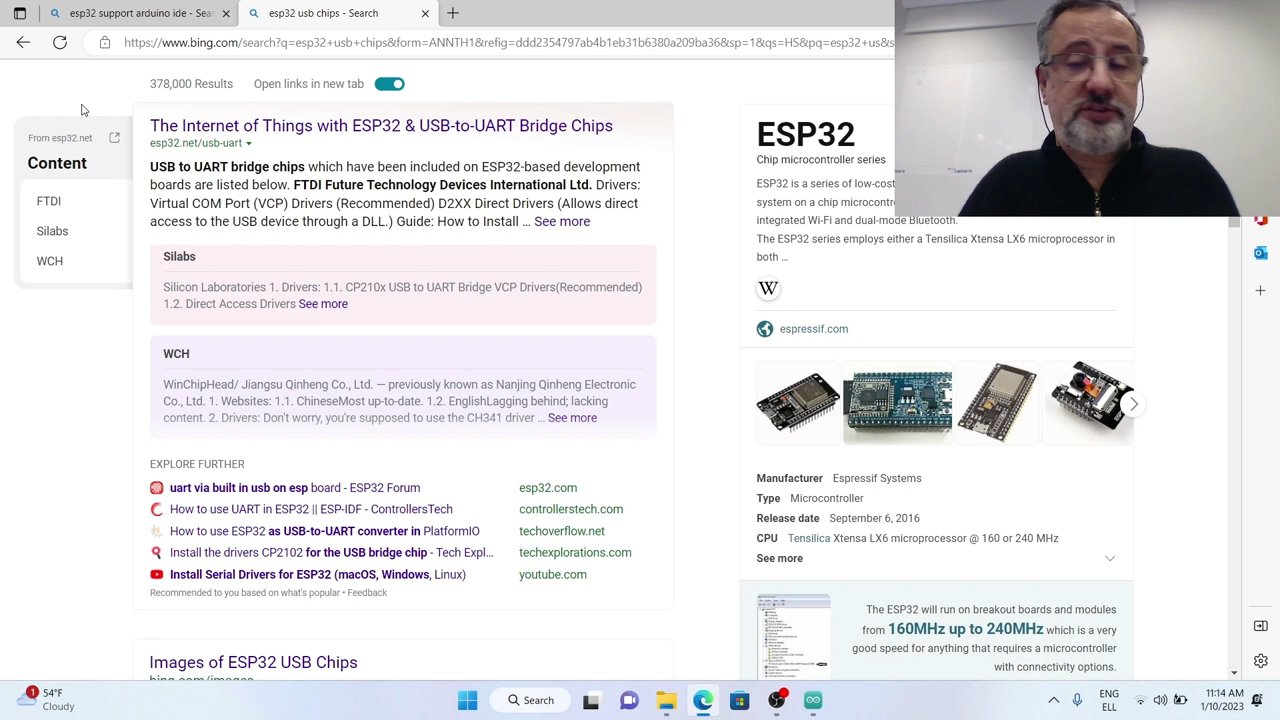 esp32 support arduino ide - Sea
esp32 usb chips - Search
https://www.bing.com/search?q=esp32+usb+chips&form=ANNTH1&refig=ddd2354797ab4b1eb31b6380a209ba36&sp=1&qs=HS&pq=esp32+us&s
378,000 Results
Open links in new tab
From esp32.net
Content
FTDI
Silabs
WCH
The Internet of Things with ESP32 & USB-to-UART Bridge Chips
esp32.net/usb-uart
USB to UART bridge chips which have been included on ESP32-based development
boards are listed below. FTDI Future Technology Devices International Ltd. Drivers:
Virtual COM Port (VCP) Drivers (Recommended) D2XX Direct Drivers (Allows direct
access to the USB device through a DLL.) Guide: How to Install ... See more
Silabs
Silicon Laboratories 1. Drivers: 1.1. CP210x USB to UART Bridge VCP Drivers(Recommended)
1.2. Direct Access Drivers See more
WCH
WinChipHead / Jiangsu Qinheng Co., Ltd. — previously known as Nanjing Qinheng Electronic
Co., Ltd. Websites: 1.1. ChineseMost up-to-date. 1.2. EnglishLagging behind; lacking
Drivers: Don't worry, you're supposed to use the CH341 driver ... See more
EXPLORE FURTHER
uart via built in usb on esp board - ESP32 Forum esp32.com
How to use UART in ESP32 || ESP-IDF - ControllersTech controllerstech.com
How to use ESP32 as USB-to-UART converter in PlatformIO techoverflow.net
Install the drivers CP2102 for the USB bridge chip - Tech Expl... techexplorations.com
Install Serial Drivers for ESP32 (macOS, Windows, Linux) youtube.com
Recommended to you based on what's popular • Feedback
Images of ESP32 USB Chips
ESP32
Chip microcontroller series
ESP32 is a series of low-cost
system on a chip microcontro
integrated Wi-Fi and dual-mode Bluetooth.
The ESP32 series employs either a Tensilica Xtensa LX6 microprocessor in
both ...
W
espressif.com
Manufacturer Espressif Systems
Type Microcontroller
Release date September 6, 2016
CPU Tensilica Xtensa LX6 microprocessor @ 160 or 240 MHz
See more
The ESP32 will run on breakout boards and modules
from 160MHz up to 240MHz which is a very
good speed for anything that requires a microcontroller
with connectivity options.
1
54°F
Cloudy
Search
ENG
ELL
11:14 AM
1/10/2023